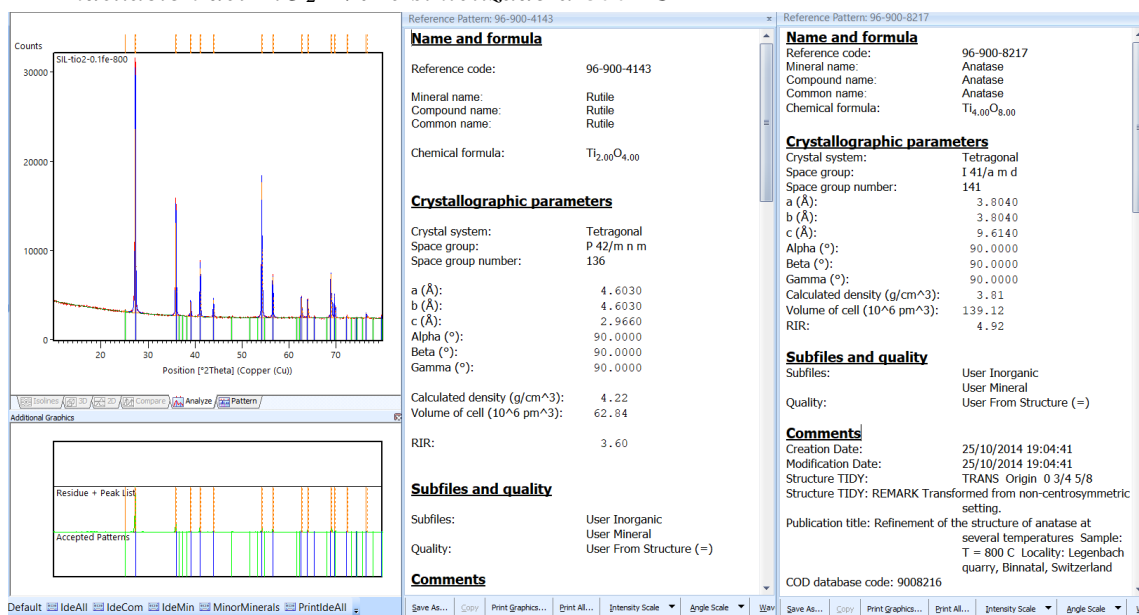 Counts
SIL-tio2-0.1fe-800
30000
20000
10000
0
20 30 40 50 60 70
Position [°2Theta] (Copper (Cu))
Isolines 3D 2D Compare Analyze Pattern
Additional Graphics
Residue + Peak List
Accepted Patterns
Default IdeAll IdeCom IdeMin MinorMinerals PrintIdeAll
Reference Pattern: 96-900-4143
Name and formula
Reference code: 96-900-4143
Mineral name: Rutile
Compound name: Rutile
Common name: Rutile
Chemical formula: Ti2.00O4.00
Crystallographic parameters
Crystal system: Tetragonal
Space group: P 42/m n m
Space group number: 136
a (Å): 4.6030
b (Å): 4.6030
c (Å): 2.9660
Alpha (°): 90.0000
Beta (°): 90.0000
Gamma (°): 90.0000
Calculated density (g/cm^3): 4.22
Volume of cell (10^6 pm^3): 62.84
RIR: 3.60
Subfiles and quality
Subfiles: User Inorganic
User Mineral
Quality: User From Structure (=)
Comments
Save As... Copy Print Graphics... Print All... Intensity Scale Angle Scale Wav
Reference Pattern: 96-900-8217
Name and formula
Reference code: 96-900-8217
Mineral name: Anatase
Compound name: Anatase
Common name: Anatase
Chemical formula: Ti4.00O8.00
Crystallographic parameters
Crystal system: Tetragonal
Space group: I 41/a m d
Space group number: 141
a (Å): 3.8040
b (Å): 3.8040
c (Å): 9.6140
Alpha (°): 90.0000
Beta (°): 90.0000
Gamma (°): 90.0000
Calculated density (g/cm^3): 3.81
Volume of cell (10^6 pm^3): 139.12
RIR: 4.92
Subfiles and quality
Subfiles: User Inorganic
User Mineral
Quality: User From Structure (=)
Comments
Creation Date: 25/10/2014 19:04:41
Modification Date: 25/10/2014 19:04:41
Structure TIDY: TRANS Origin 0 3/4 5/8
Structure TIDY: REMARK Transformed from non-centrosymmetric
setting.
Publication title: Refinement of the structure of anatase at
several temperatures Sample:
T = 800 C Locality: Legenbach
quarry, Binnatal, Switzerland
COD database code: 9008216
Save As... Copy Print Graphics... Print All... Intensity Scale Angle Scale